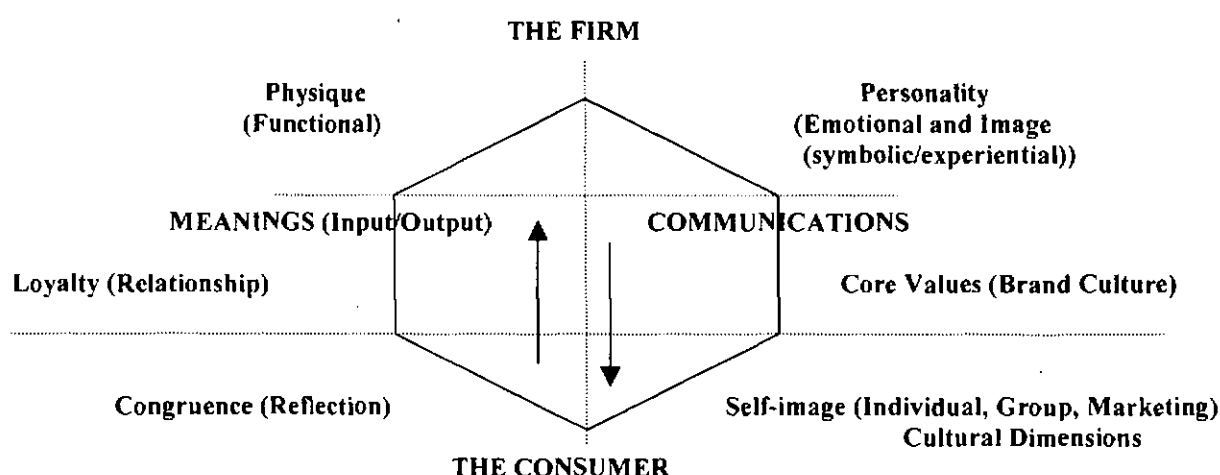 THE FIRM
Physique
(Functional)
Personality
(Emotional and Image
(symbolic/experiential))
MEANINGS (Input/Output)
COMMUNICATIONS
Loyalty (Relationship)
Core Values (Brand Culture)
Congruence (Reflection)
Self-image (Individual, Group, Marketing)
Cultural Dimensions
THE CONSUMER